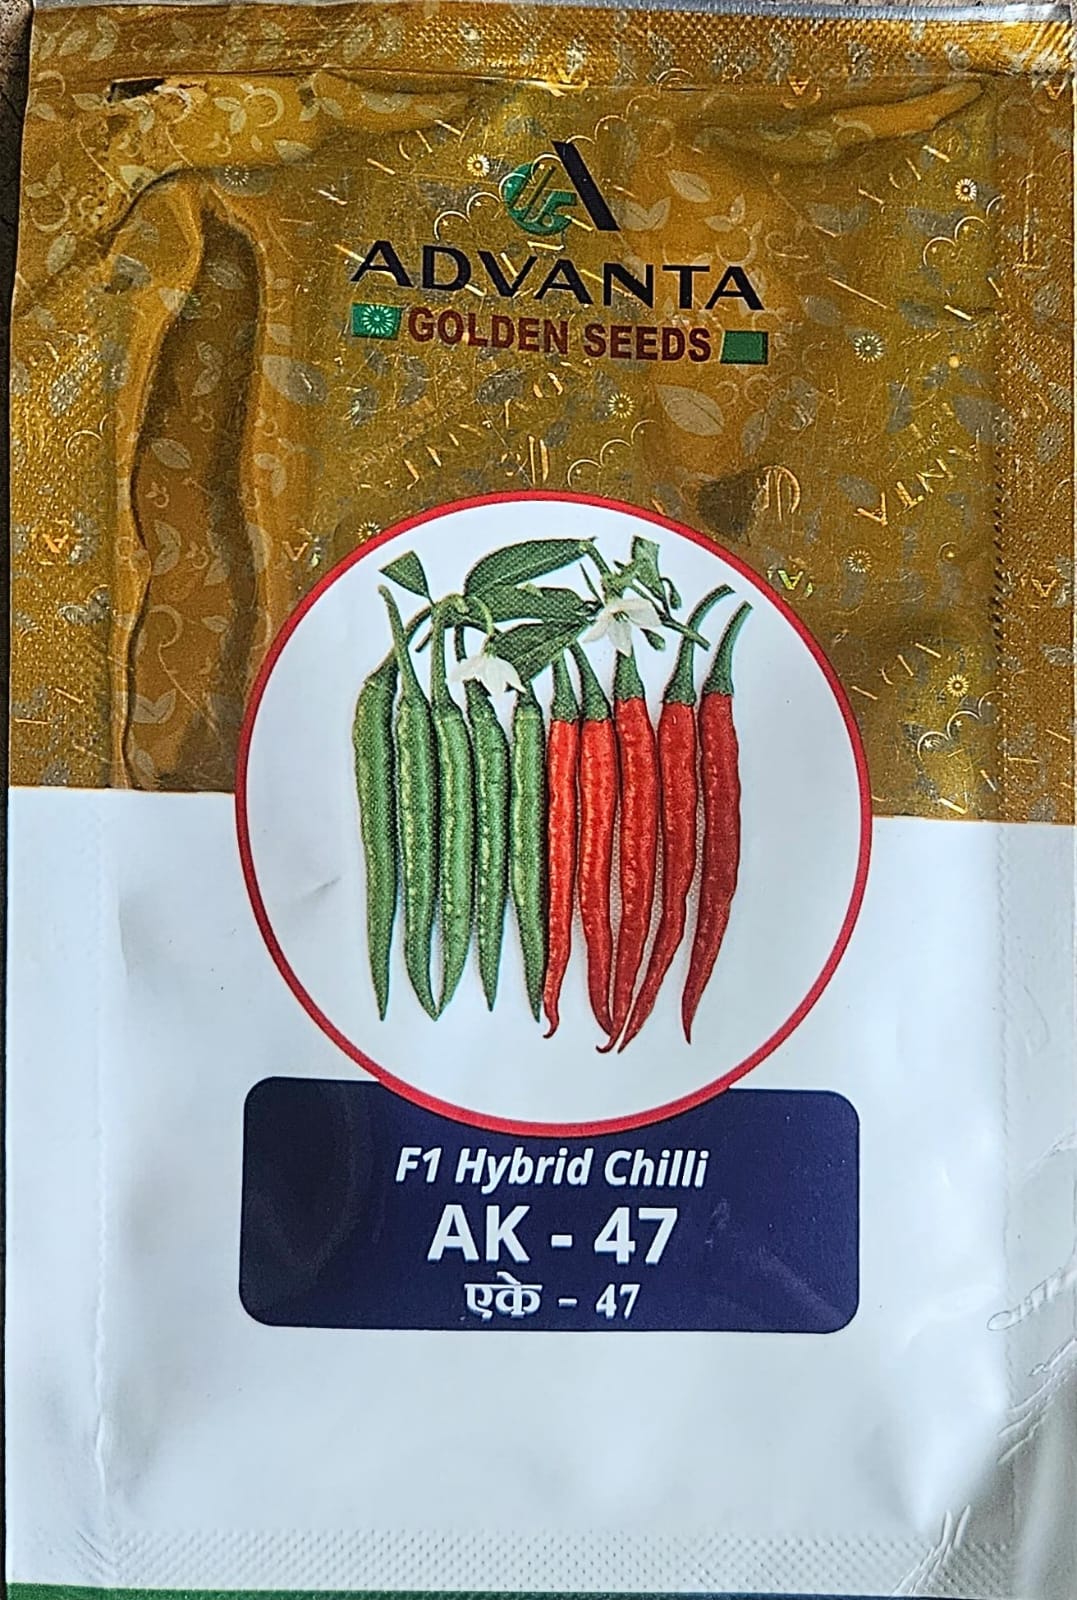 ADVANTA
GOLDEN SEEDS
F1 Hybrid Chilli
AK - 47
एके - 47